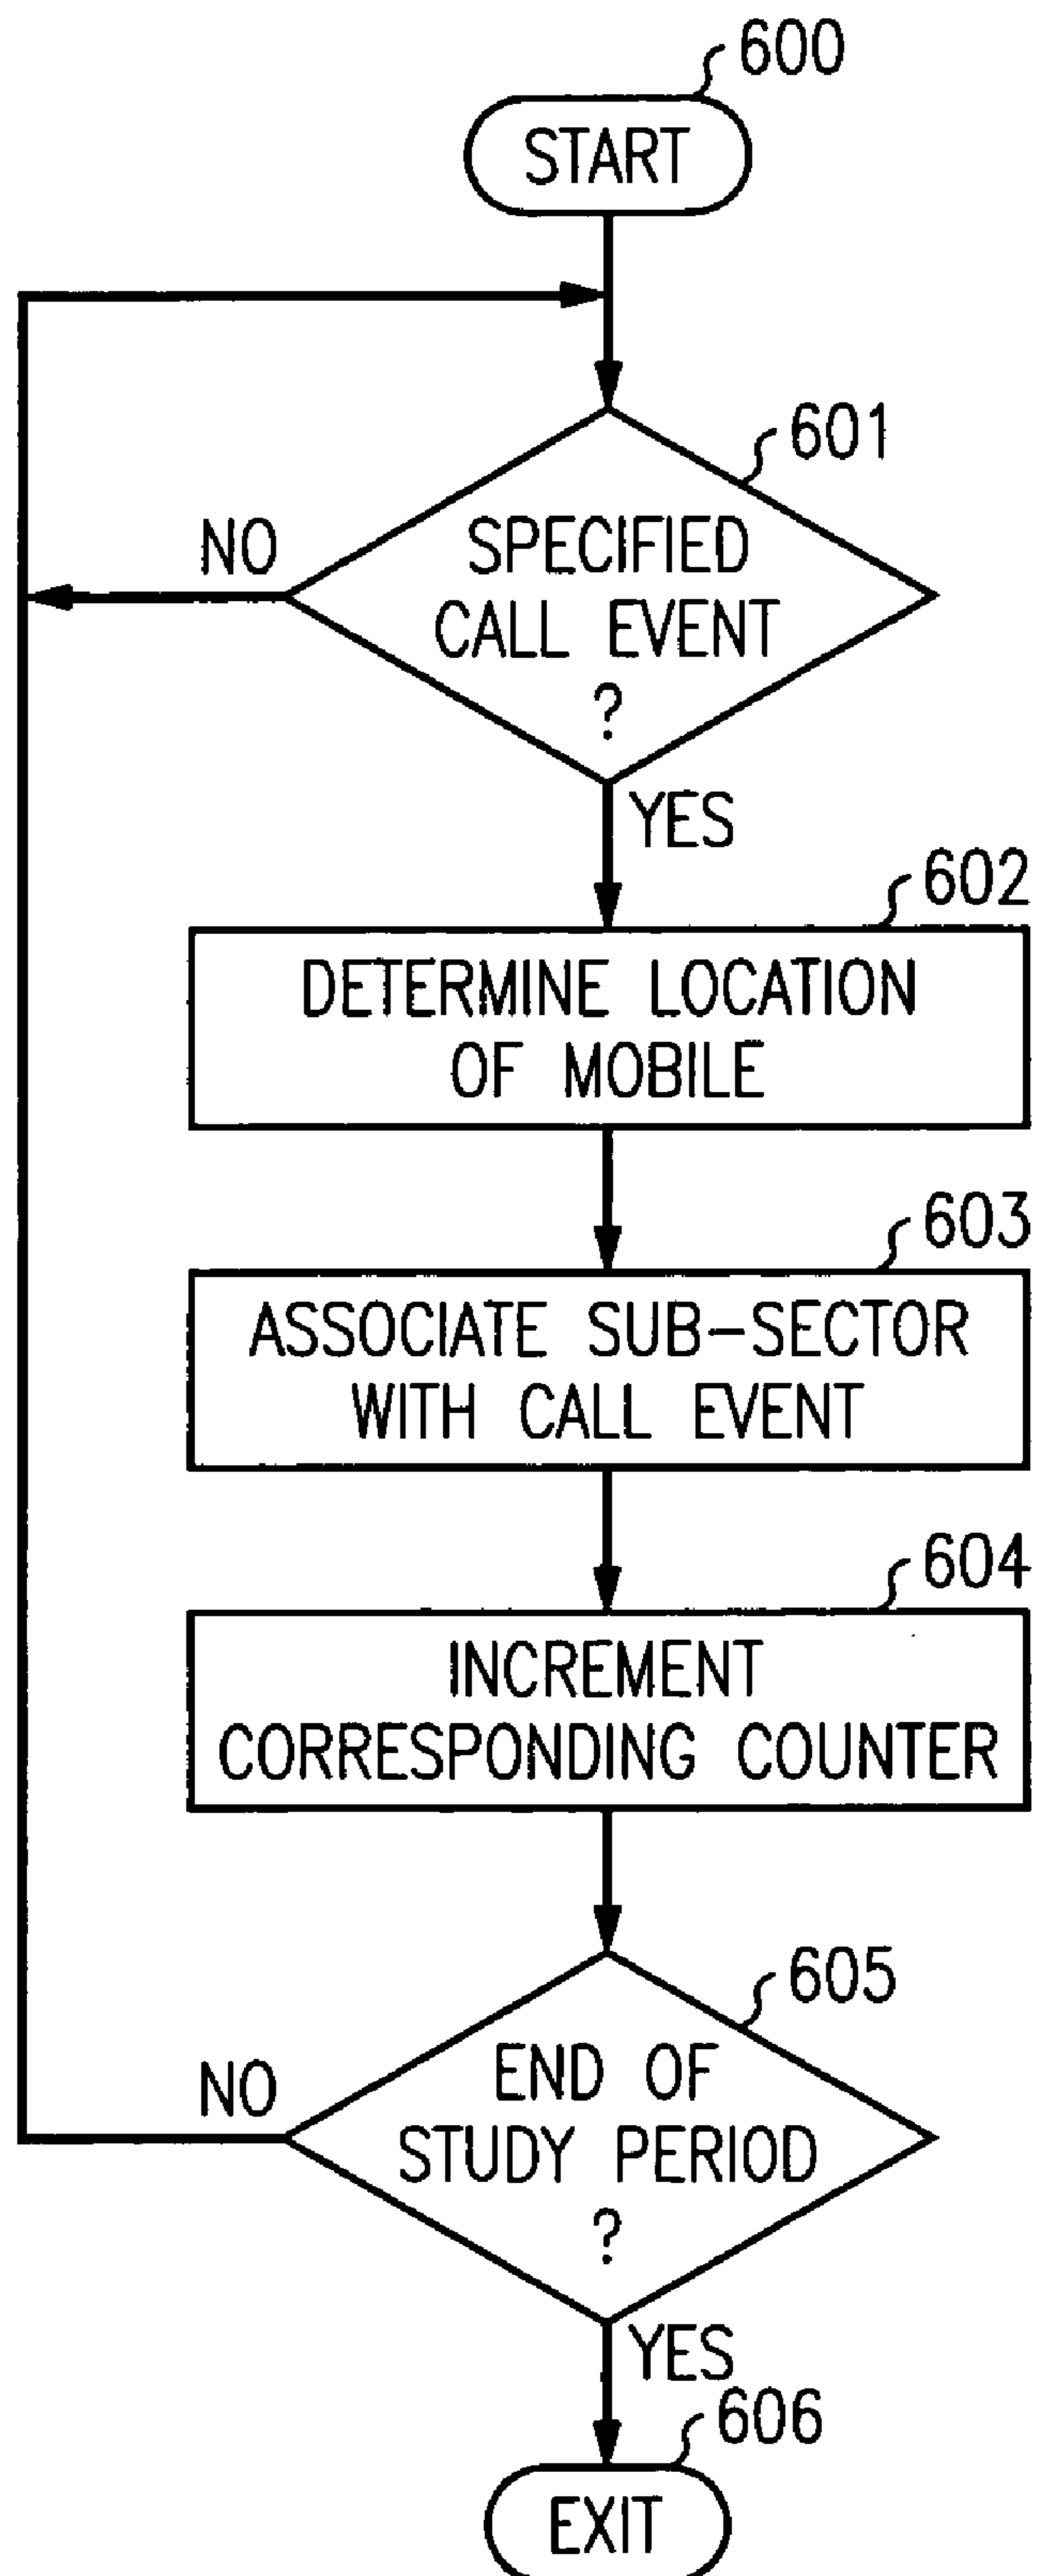 600
START
601
SPECIFIED
CALL EVENT
?
NO
YES
602
DETERMINE LOCATION
OF MOBILE
603
ASSOCIATE SUB-SECTOR
WITH CALL EVENT
604
INCREMENT
CORRESPONDING COUNTER
605
END OF
STUDY PERIOD
?
NO
YES
606
EXIT